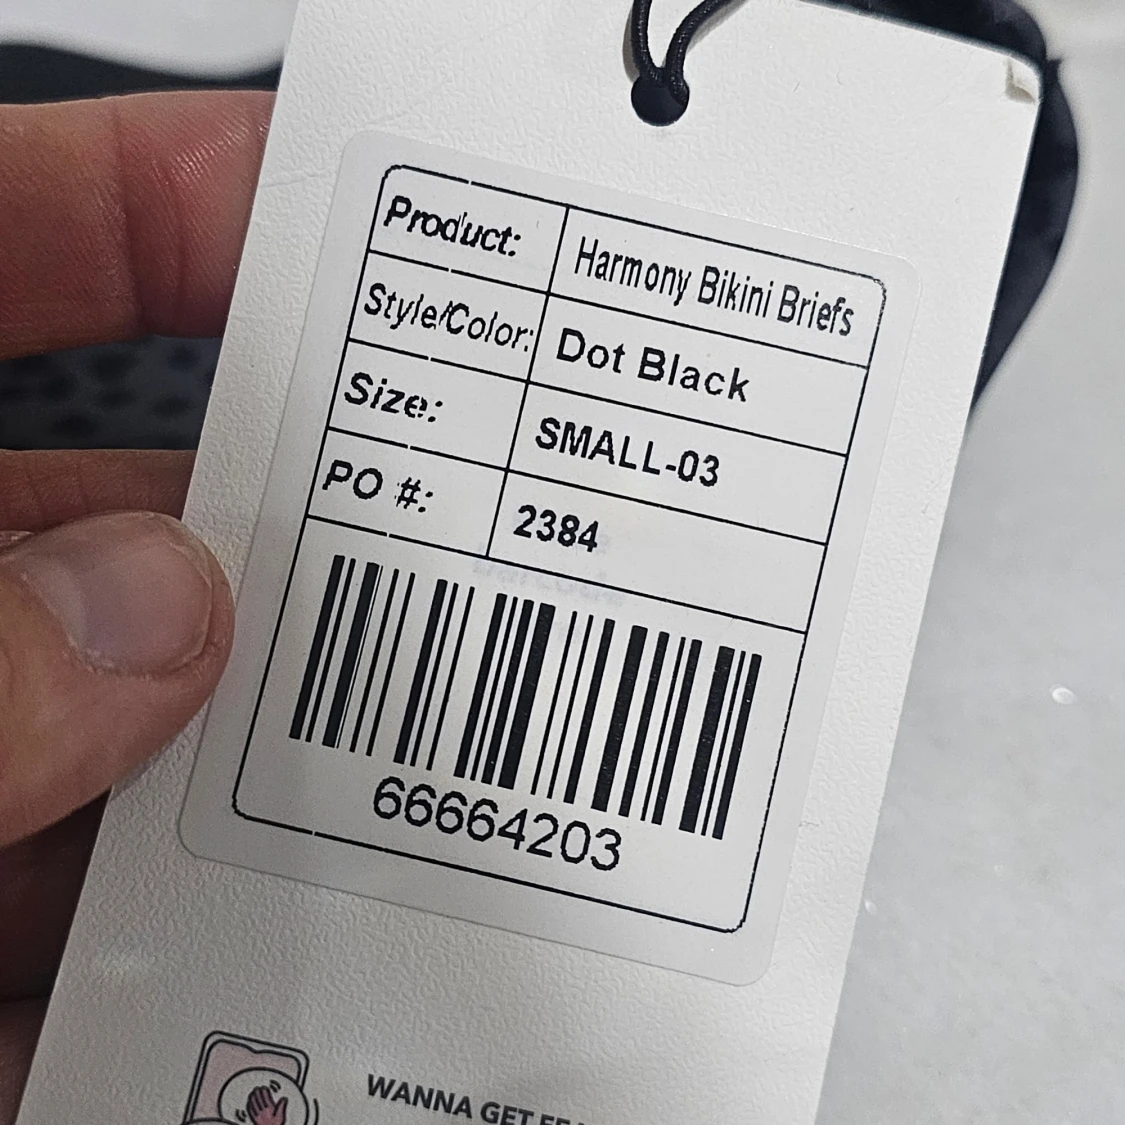 Product: Harmony Bikini Briefs
Style/Color: Dot Black
Size: SMALL-03
PO #: 2384
66664203
WANNA GET